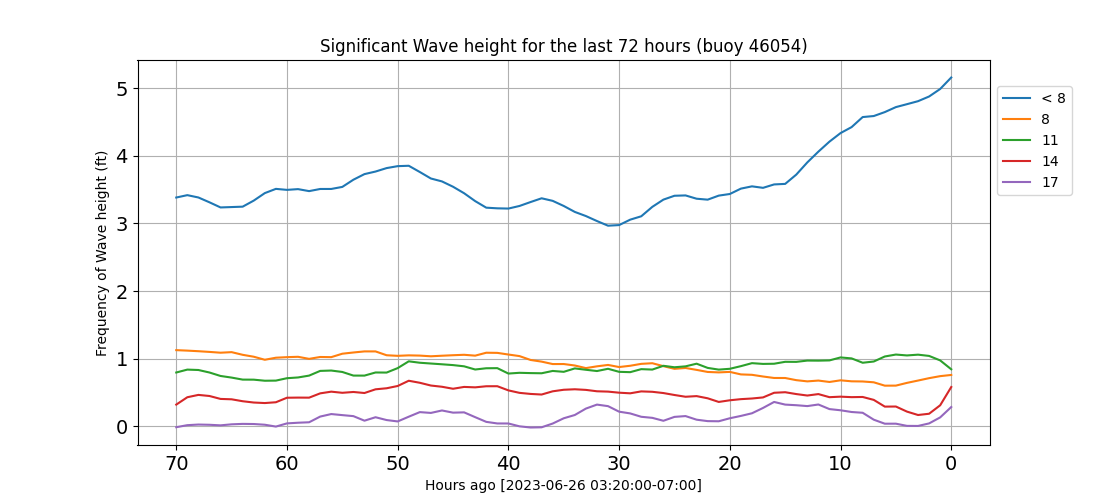 Significant Wave height for the last 72 hours (buoy 46054)
Frequency of Wave height (ft)
5
4
3
2
1
0
70 60 50 40 30 20 10 0
Hours ago [2023-06-26 03:20:00-07:00]
< 8
8
11
14
17